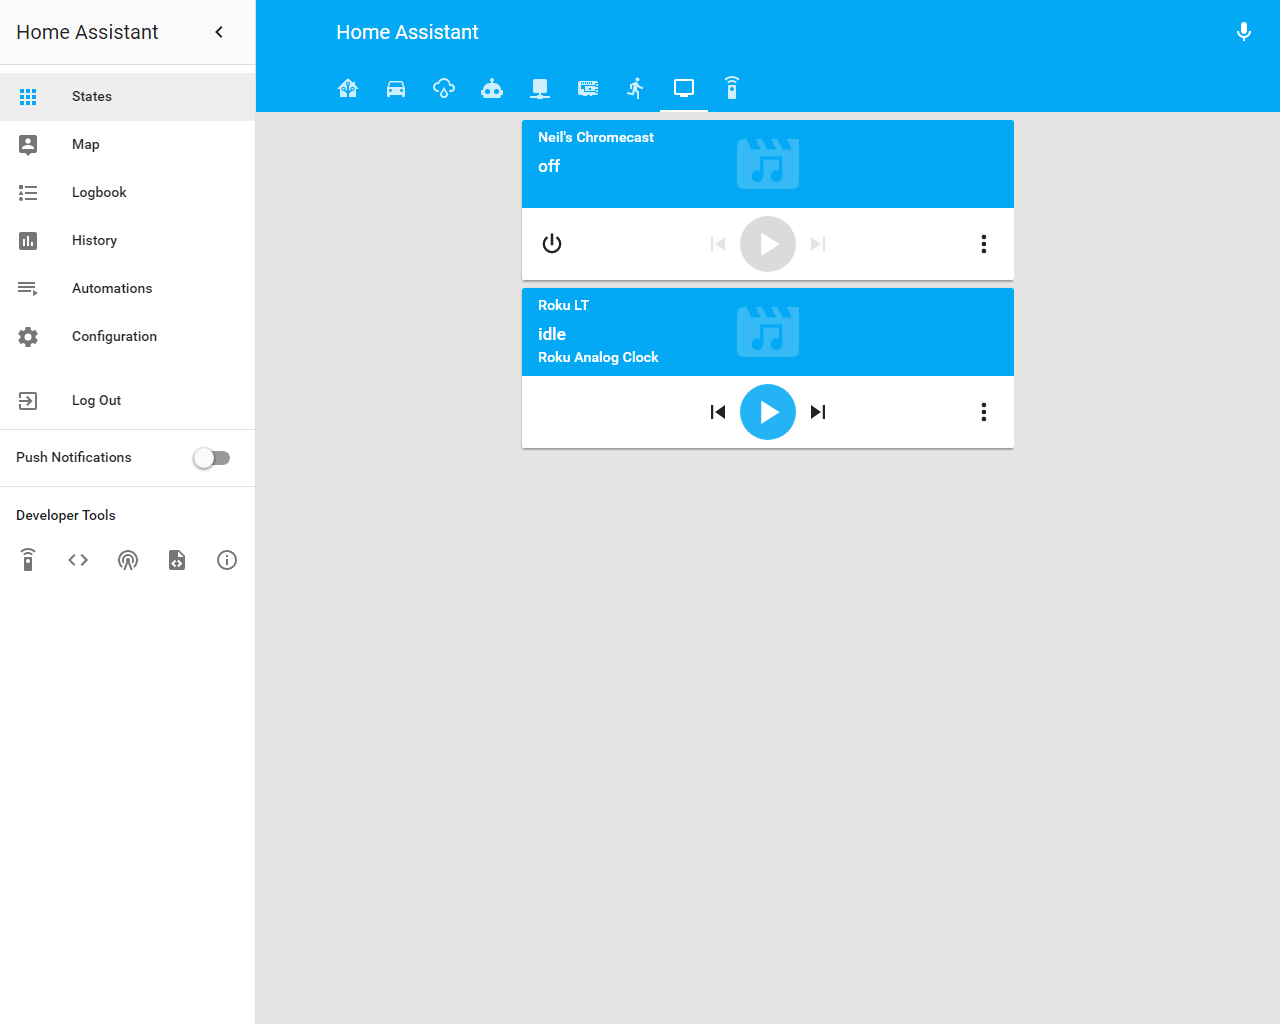 Home Assistant
States
Map
Logbook
History
Automations
Configuration
Log Out
Push Notifications
Developer Tools
Home Assistant
Neil's Chromecast
off
Roku LT
idle
Roku Analog Clock